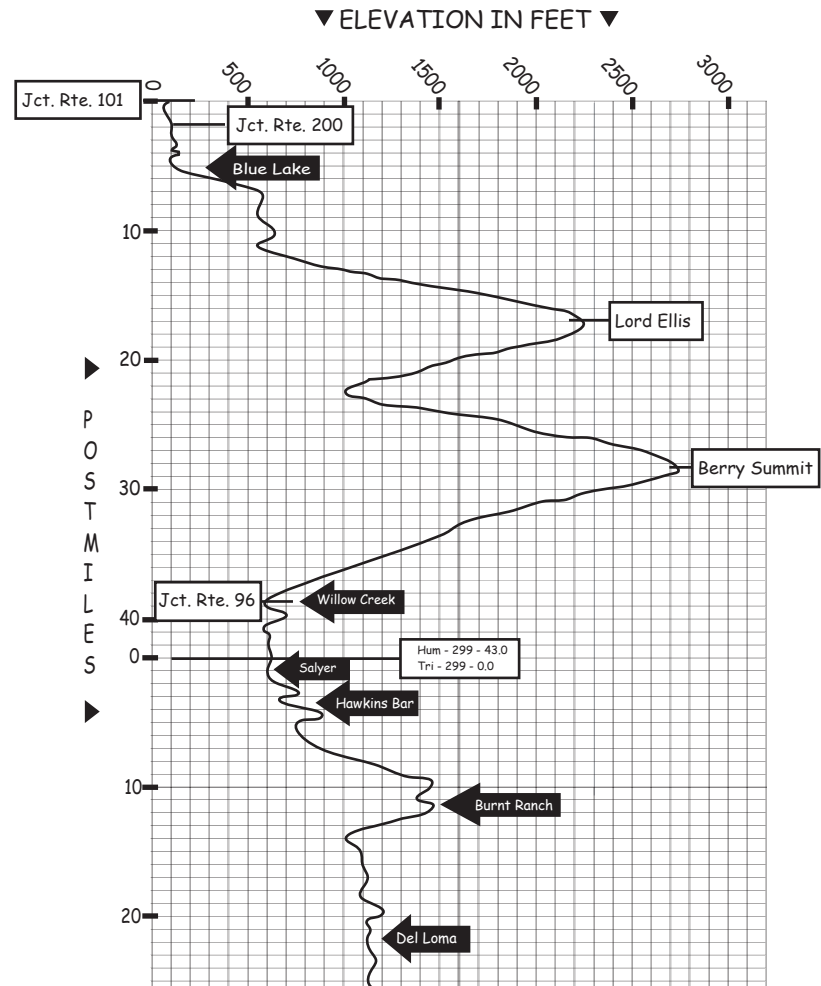 ▼ ELEVATION IN FEET ▼
0 500 1000 1500 2000 2500 3000
Jct. Rte. 101
Jct. Rte. 200
Blue Lake
10
Lord Ellis
20
POSTMILES
Berry Summit
30
Jct. Rte. 96
Willow Creek
40
Hum - 299 - 43.0
0
Tri - 299 - 0.0
Salyer
Hawkins Bar
10
Burnt Ranch
20
Del Loma